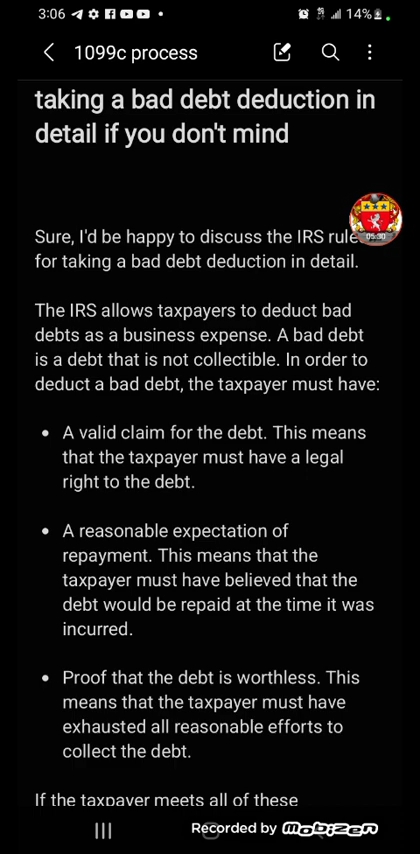 3:06 14%
1099c process
taking a bad debt deduction in
detail if you don't mind
Sure, I'd be happy to discuss the IRS rule
for taking a bad debt deduction in detail.
05:30
The IRS allows taxpayers to deduct bad
debts as a business expense. A bad debt
is a debt that is not collectible. In order to
deduct a bad debt, the taxpayer must have:
• A valid claim for the debt. This means
that the taxpayer must have a legal
right to the debt.
• A reasonable expectation of
repayment. This means that the
taxpayer must have believed that the
debt would be repaid at the time it was
incurred.
• Proof that the debt is worthless. This
means that the taxpayer must have
exhausted all reasonable efforts to
collect the debt.
If the taxpayer meets all of these
Recorded by Mobizen